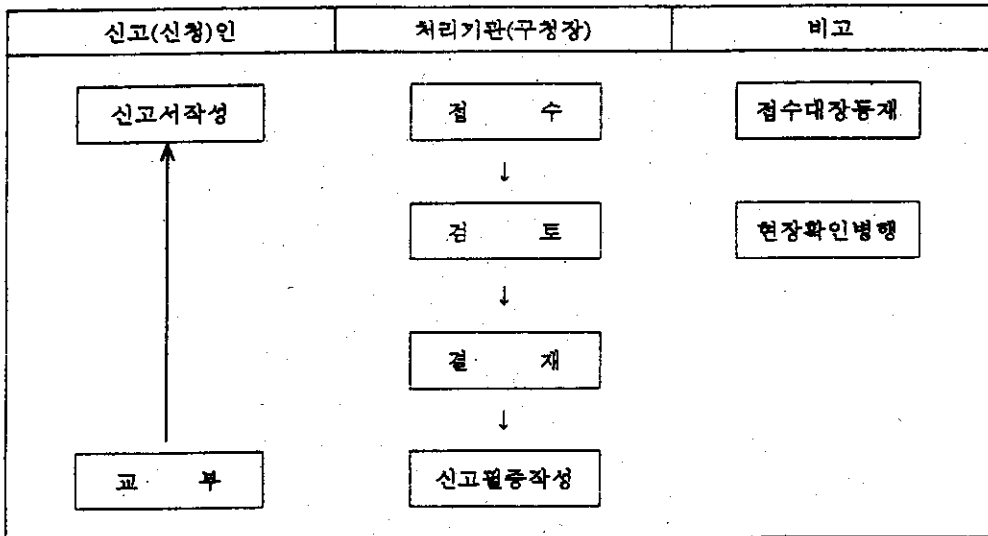 신고(신청)인 처리기관(구청장) 비고
신고서작성 접 수 접수대장등재
↓
검 토 현장확인병행
↓
결 재
↓
교 부 신고필증작성